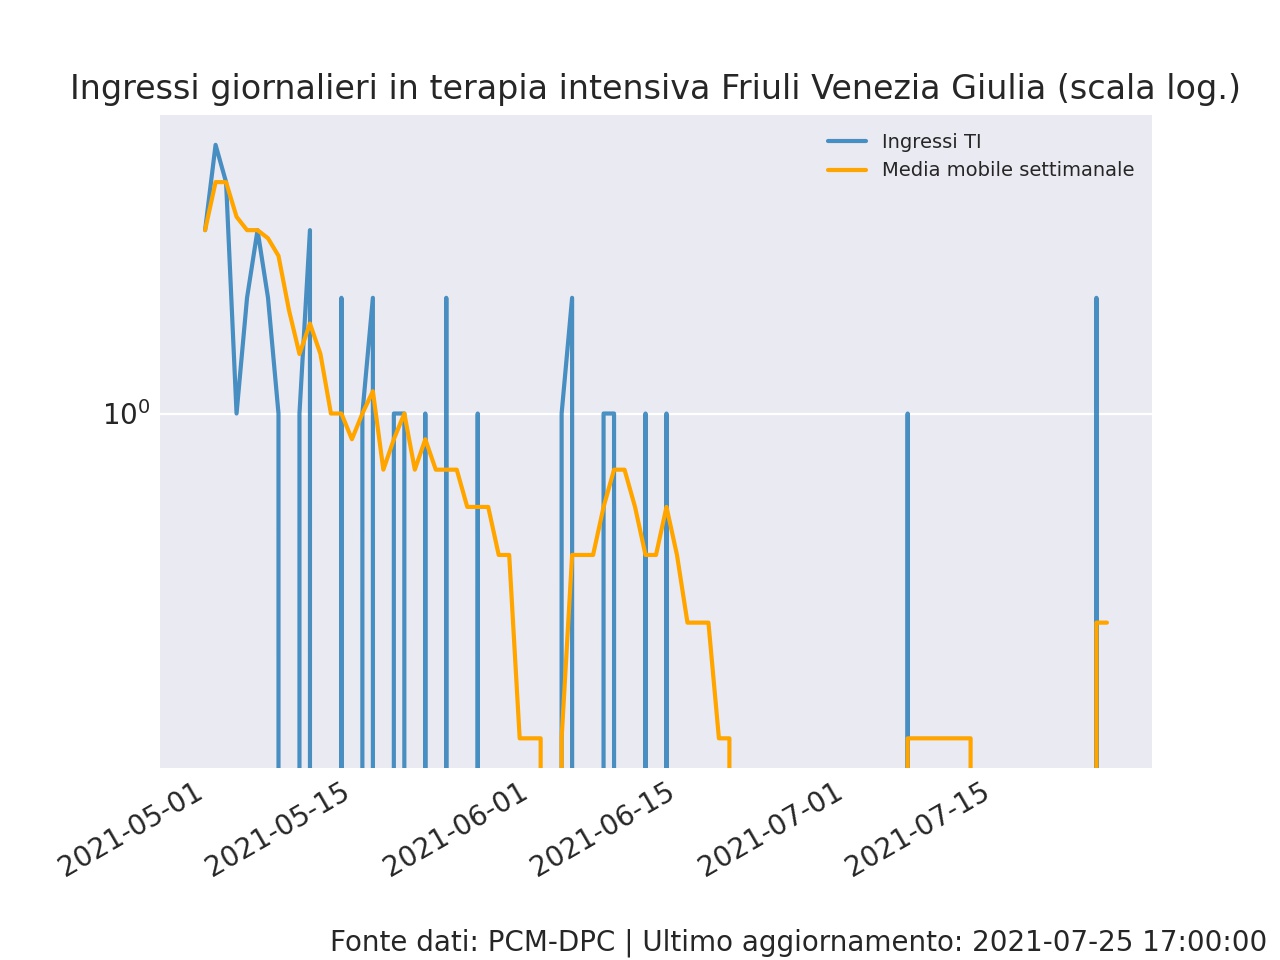 Ingressi giornalieri in terapia intensiva Friuli Venezia Giulia (scala log.)
Ingressi TI
Media mobile settimanale
10⁰
2021-05-01
2021-05-15
2021-06-01
2021-06-15
2021-07-01
2021-07-15
Fonte dati: PCM-DPC | Ultimo aggiornamento: 2021-07-25 17:00:00